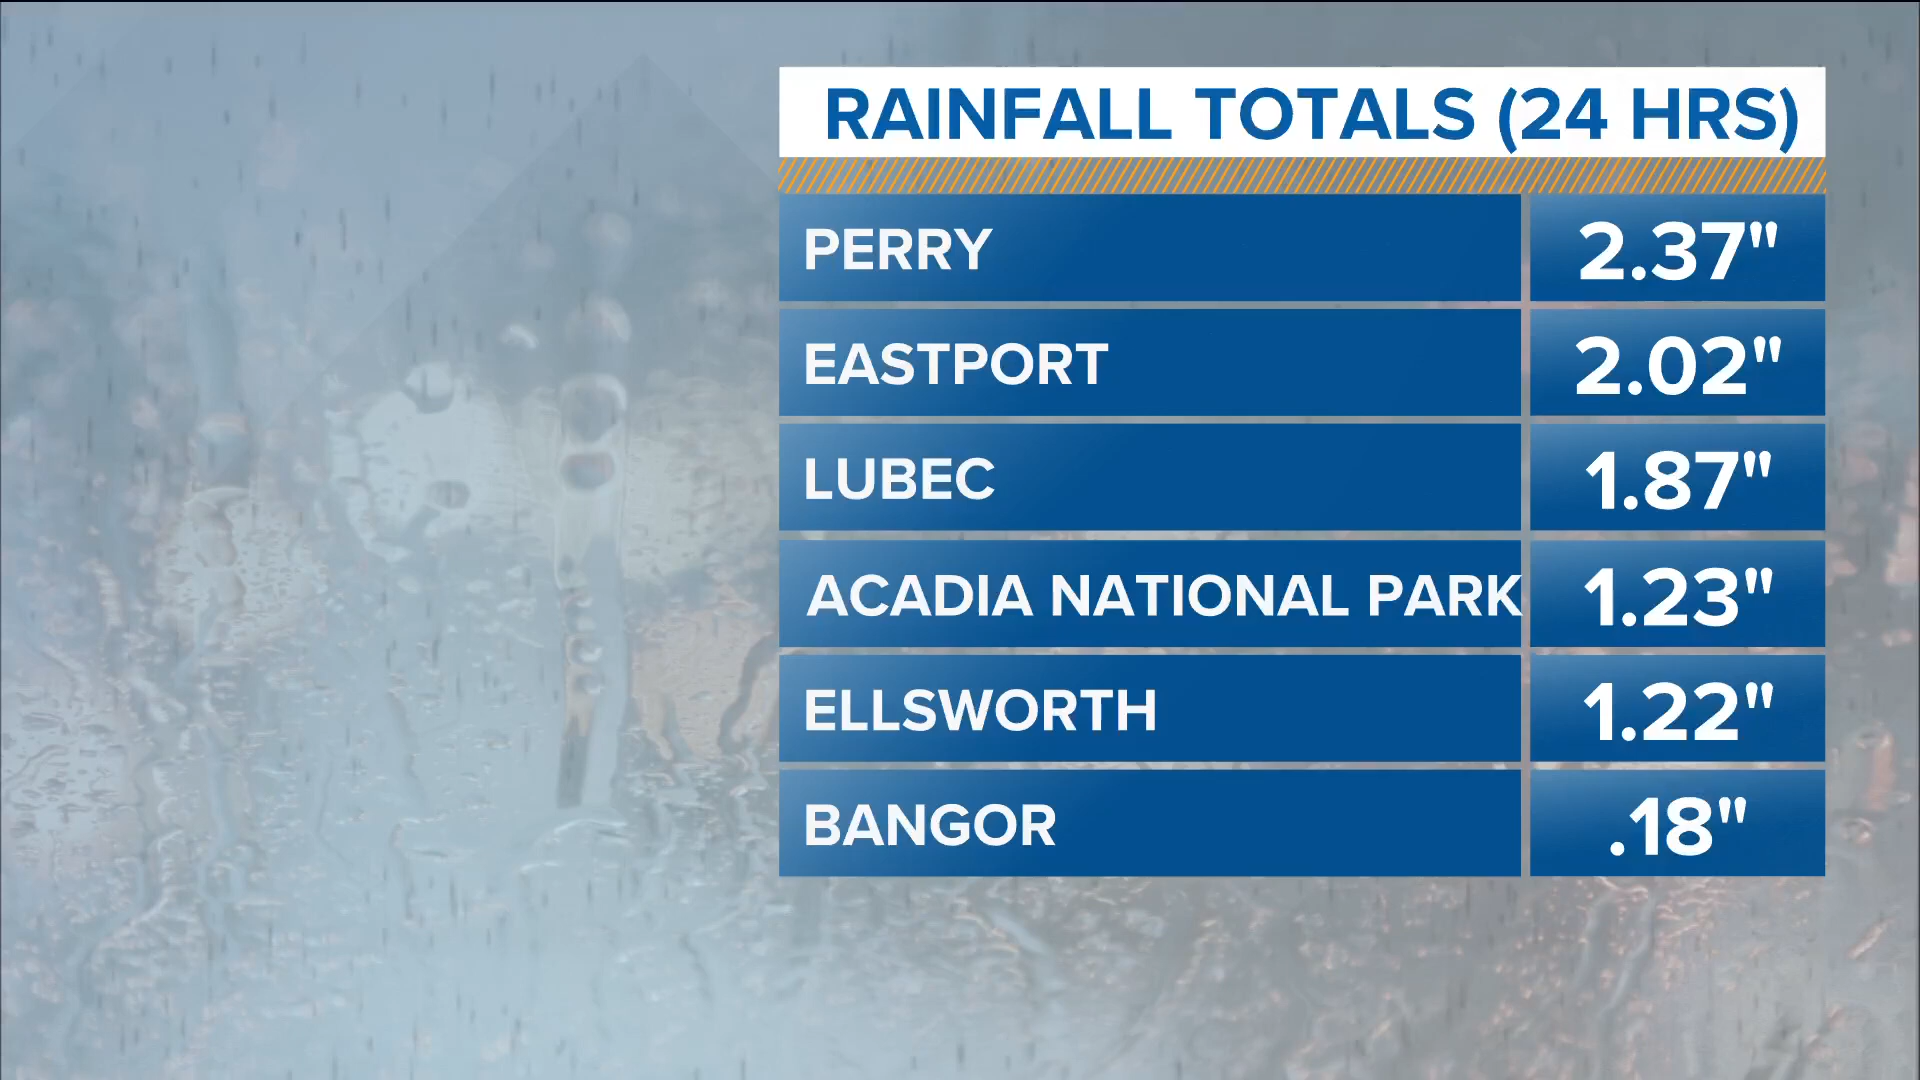 RAINFALL TOTALS (24 HRS)
PERRY 2.37"
EASTPORT 2.02"
LUBEC 1.87"
ACADIA NATIONAL PARK 1.23"
ELLSWORTH 1.22"
BANGOR .18"